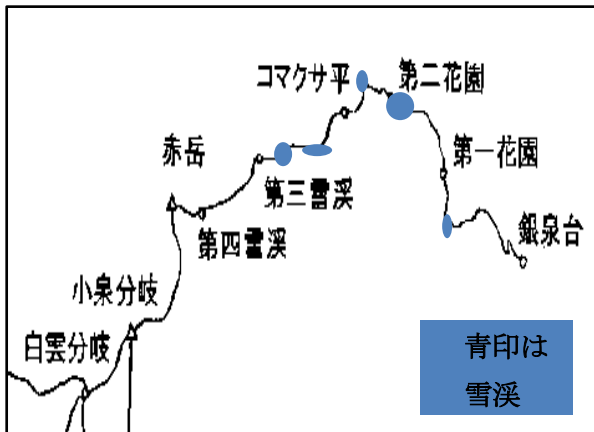 コマクサ平
第二花園
赤岳
第一花園
第三雪渓
第四雪渓
銀泉台
小泉分岐
白雲分岐
青印は
雪渓